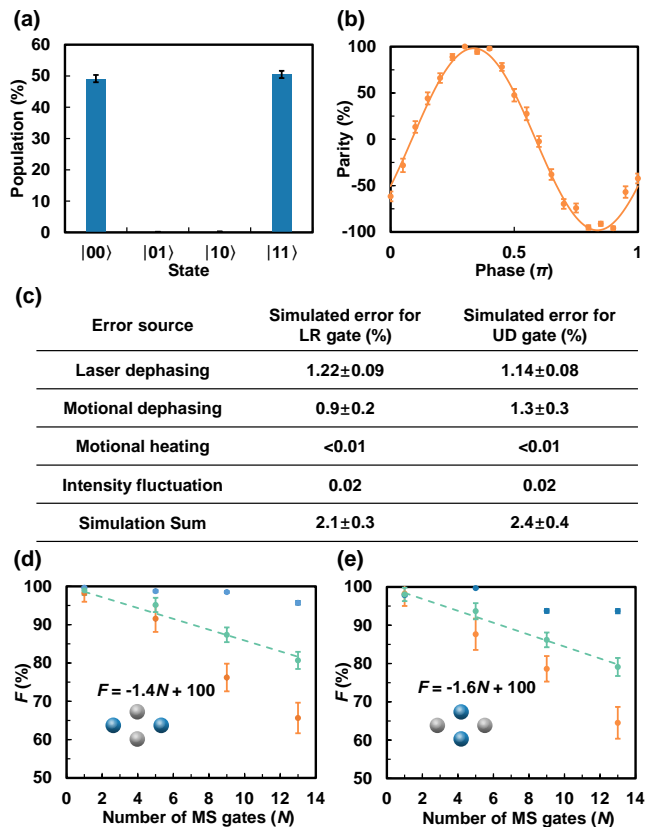 (a)
60
50
40
30
20
10
0
Population (%)
|00⟩ |01⟩ |10⟩ |11⟩
State
(b)
100
50
0
-50
-100
Parity (%)
0 0.5 1
Phase (π)
(c)
Error source Simulated error for LR gate (%) Simulated error for UD gate (%)
Laser dephasing 1.22±0.09 1.14±0.08
Motional dephasing 0.9±0.2 1.3±0.3
Motional heating <0.01 <0.01
Intensity fluctuation 0.02 0.02
Simulation Sum 2.1±0.3 2.4±0.4
(d)
100
90
80
70
60
50
F (%)
F = -1.4N + 100
0 2 4 6 8 10 12 14
Number of MS gates (N)
(e)
100
90
80
70
60
50
F (%)
F = -1.6N + 100
0 2 4 6 8 10 12 14
Number of MS gates (N)